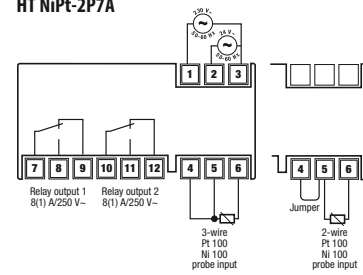 HT NiPt-2P7A
230 V~
50-60 Hz
24 V~
50-60 Hz
1 2 3
7 8 9 10 11 12 4 5 6
4 5 6
Relay output 1
8(1) A/250 V~
Relay output 2
8(1) A/250 V~
Jumper
3-wire
Pt 100
Ni 100
probe input
2-wire
Pt 100
Ni 100
probe input